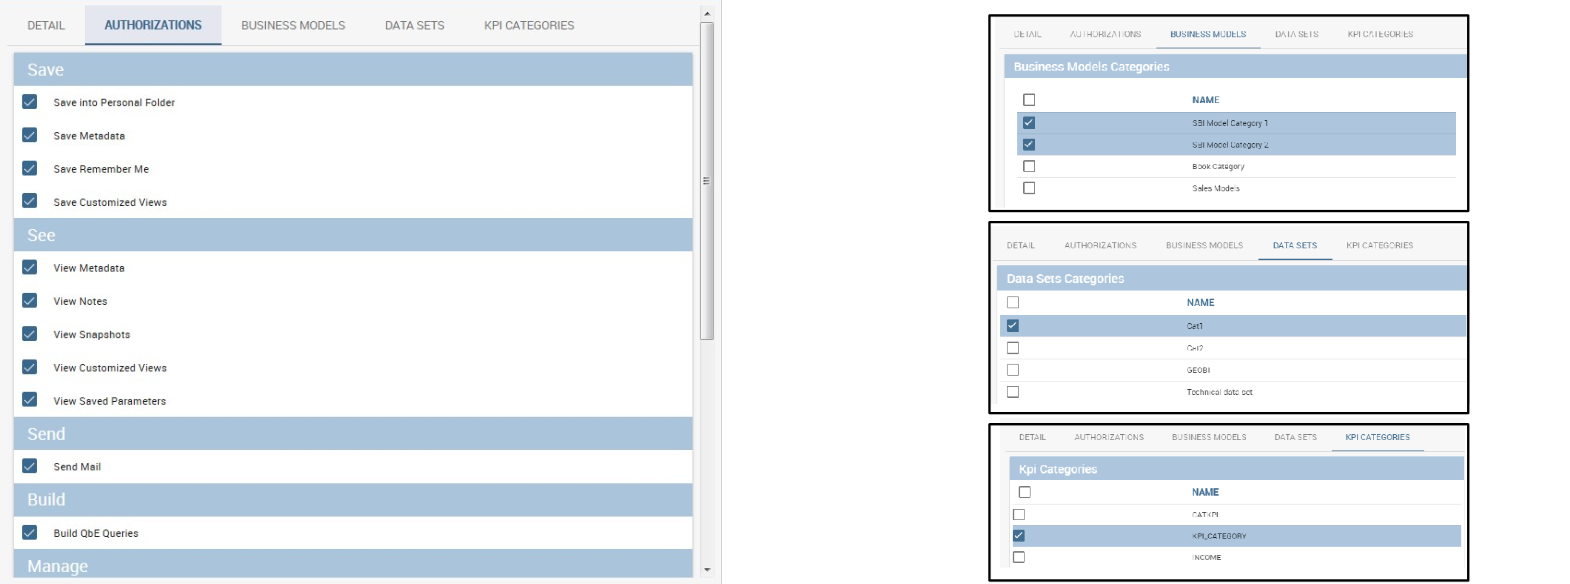 DETAIL AUTHORIZATIONS BUSINESS MODELS DATA SETS KPI CATEGORIES
Save
Save into Personal Folder
Save Metadata
Save Remember Me
Save Customized Views
See
View Metadata
View Notes
View Snapshots
View Customized Views
View Saved Parameters
Send
Send Mail
Build
Build QbE Queries
Manage
DETAIL AUTHORIZATIONS BUSINESS MODELS DATA SETS KPI CATEGORIES
Business Models Categories
NAME
SBI Model Category 1
SBI Model Category 2
Book Category
Sales Models
DETAIL AUTHORIZATIONS BUSINESS MODELS DATA SETS KPI CATEGORIES
Data Sets Categories
NAME
Cat1
Cat2
GEOBI
Technical data set
DETAIL AUTHORIZATIONS BUSINESS MODELS DATA SETS KPI CATEGORIES
Kpi Categories
NAME
CATKPI
KPI_CATEGORY
INCOME